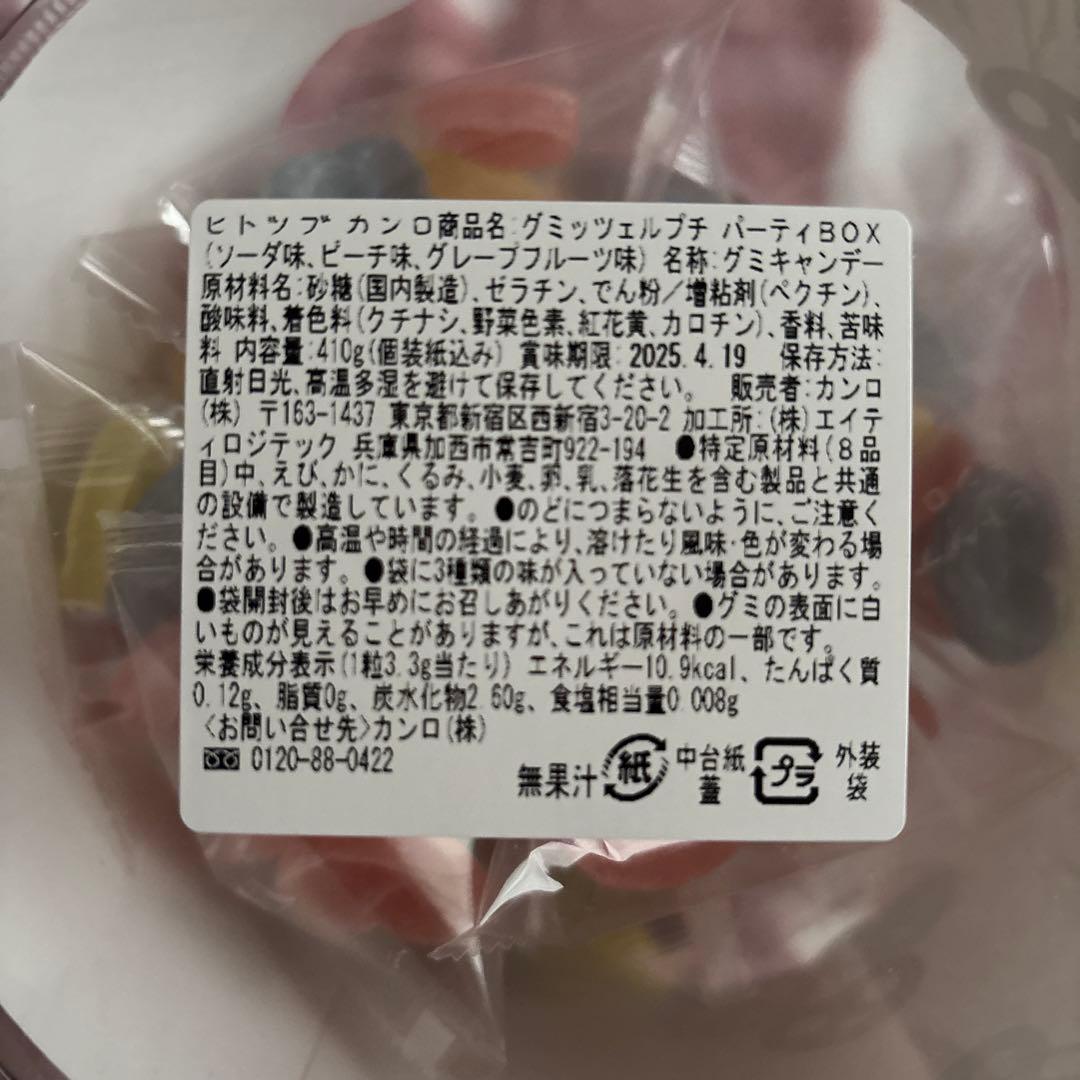 ヒトツブ カンロ商品名:グミッツェルプチ パーティBOX
(ソーダ味、ピーチ味、グレープフルーツ味) 名称:グミキャンデー
原材料名:砂糖(国内製造)、ゼラチン、でん粉/増粘剤(ペクチン)、
酸味料、着色料(クチナシ、野菜色素、紅花黄、カロチン)、香料、苦味
料 内容量:410g(個装紙込み) 賞味期限:2025.4.19 保存方法:
直射日光、高温多湿を避けて保存してください。 販売者:カンロ
(株) 〒163-1437 東京都新宿区西新宿3-20-2 加工所:(株)エイテ
ィロジテック 兵庫県加西市常吉町922-194 ●特定原材料(8品
目)中、えび、かに、くるみ、小麦、卵、乳、落花生を含む製品と共通
の設備で製造しています。●のどにつまらないように、ご注意く
ださい。●高温や時間の経過により、溶けたり風味・色が変わる場
合があります。●袋に3種類の味が入っていない場合があります。
●袋開封後はお早めにお召しあがりください。●グミの表面に白
いものが見えることがありますが、これは原材料の一部です。
栄養成分表示(1粒3.3g当たり) エネルギー10.9kcal、たんぱく質
0.12g、脂質0g、炭水化物2.60g、食塩相当量0.008g
〈お問い合せ先〉カンロ(株)
0120-88-0422
無果汁 紙 中台紙 プラ 外装
蓋 袋